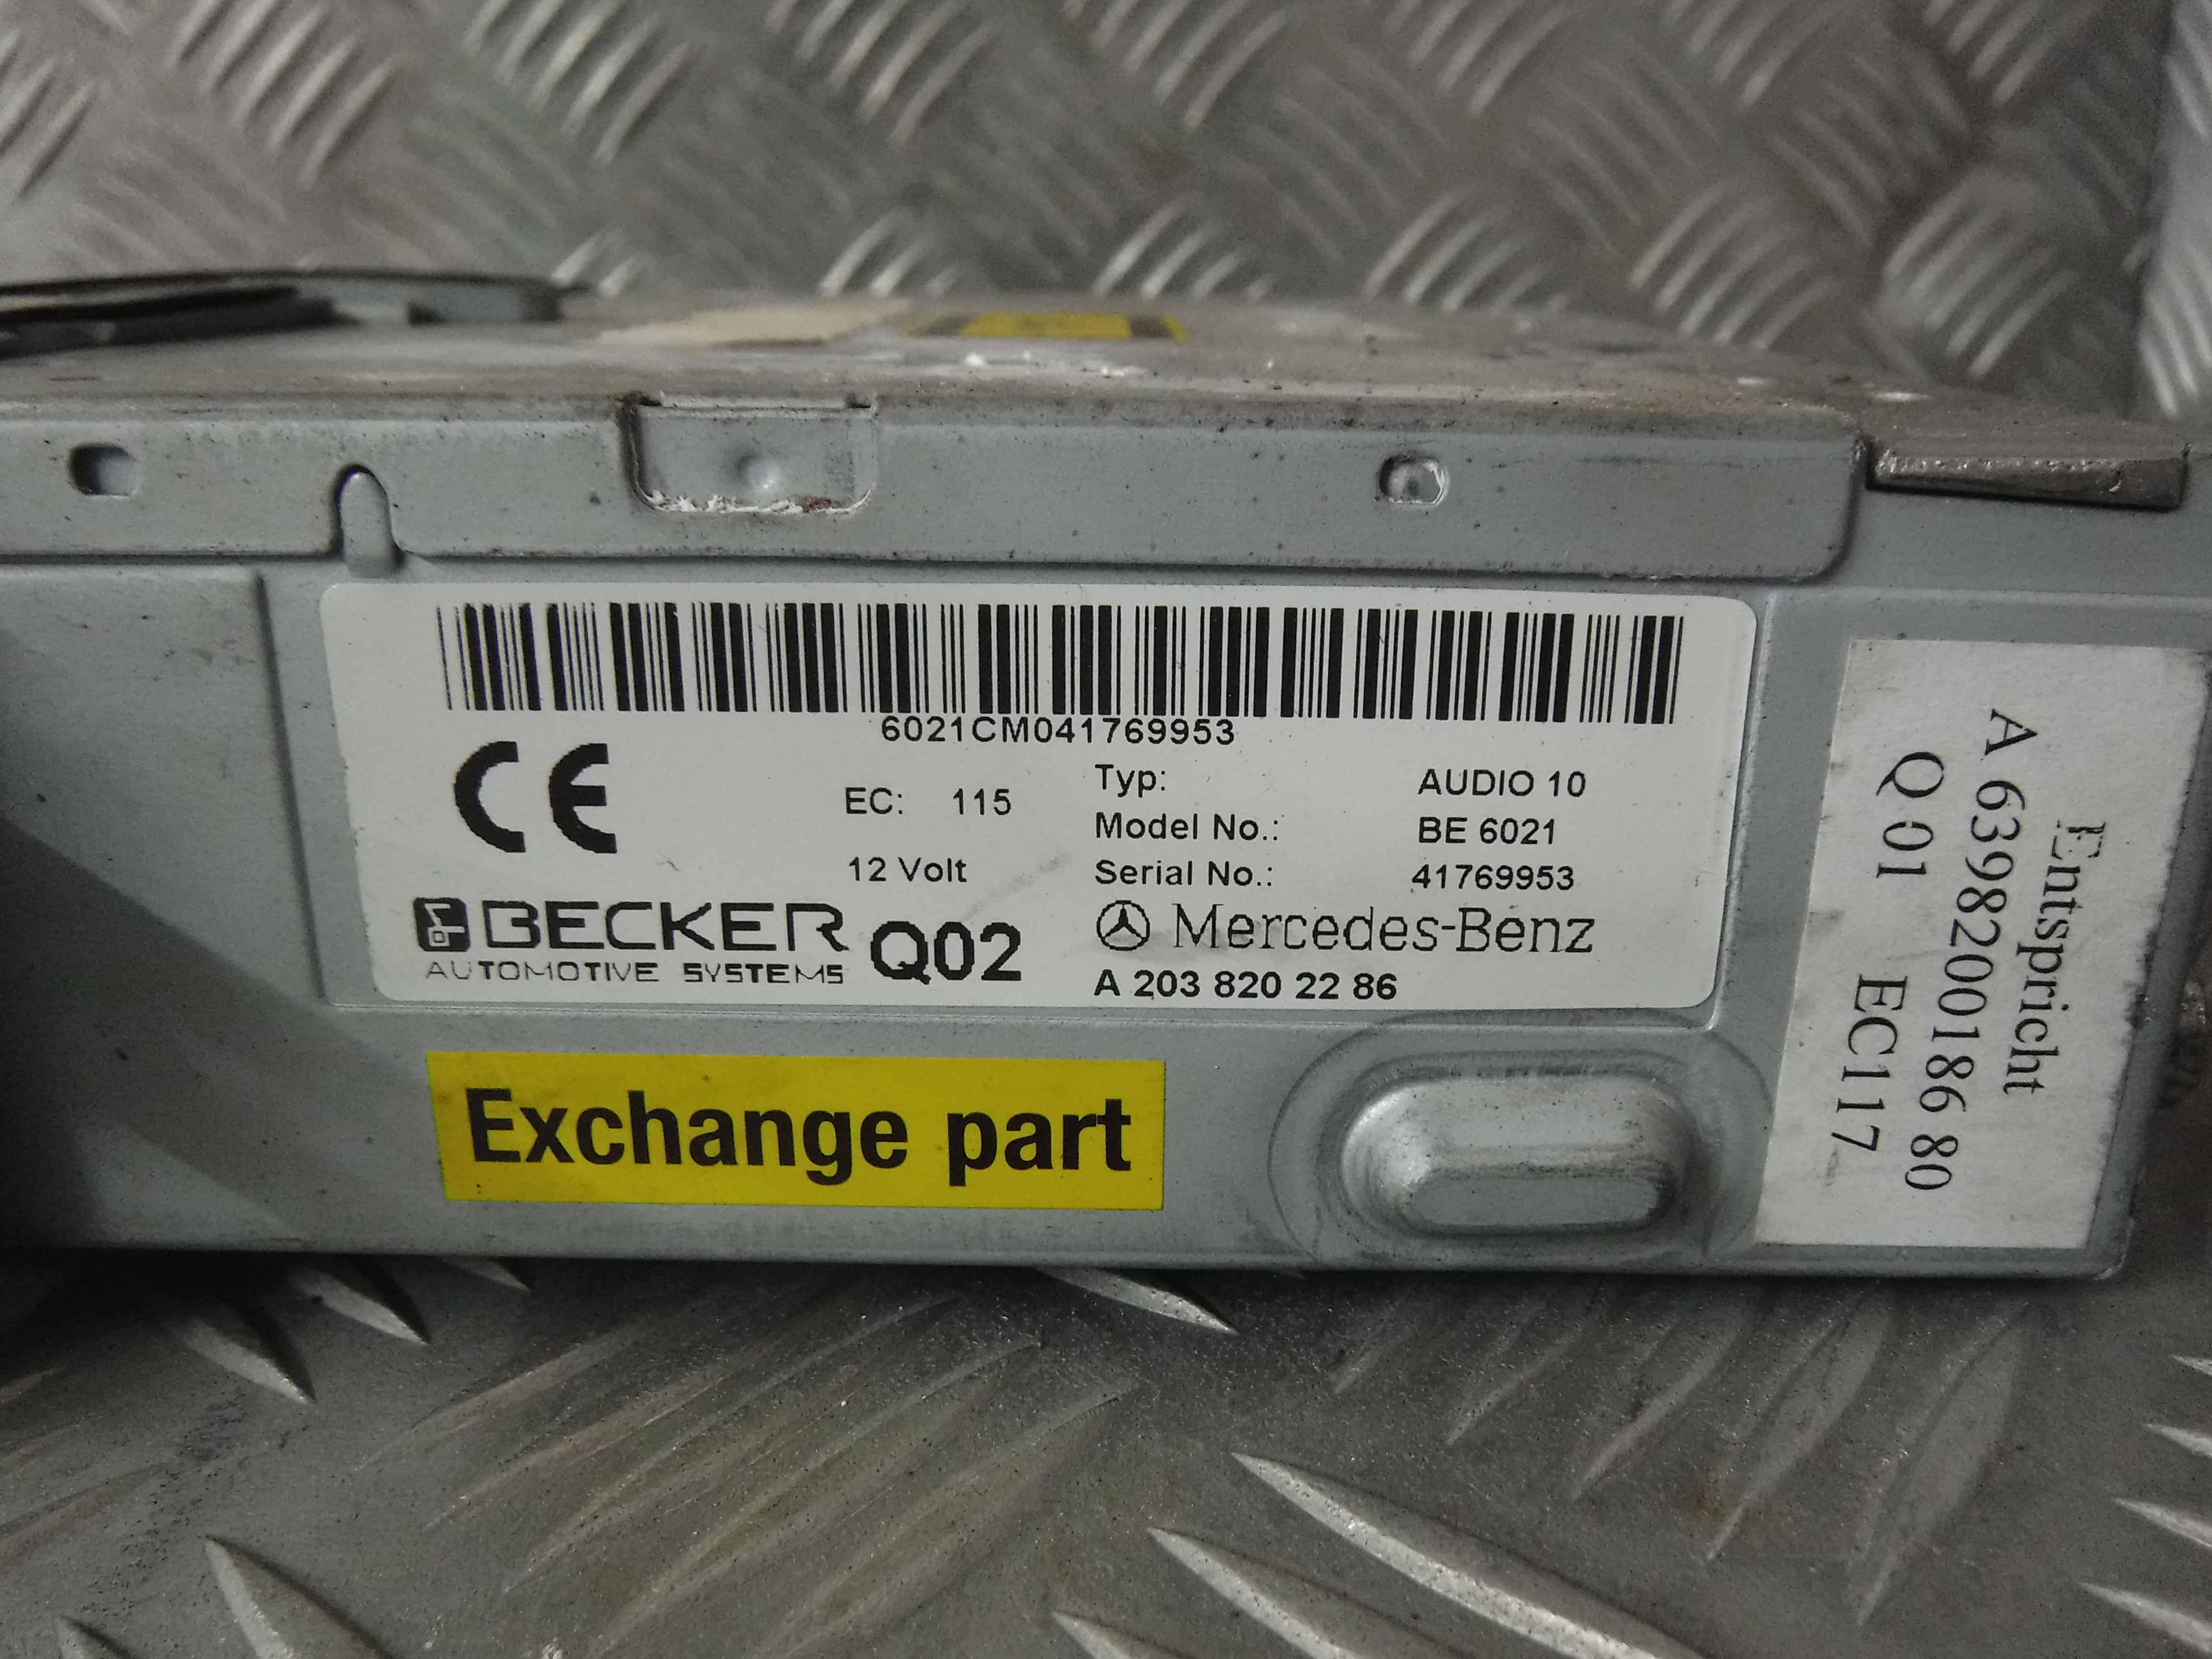 6021CM041769953
CE
EC: 115
12 Volt
Typ: AUDIO 10
Model No.: BE 6021
Serial No.: 41769953
BECKER
AUTOMOTIVE SYSTEMS
Q02
Mercedes-Benz
A 203 820 22 86
Exchange part
Entspricht
A 6398200186 80
Q 01 EC117